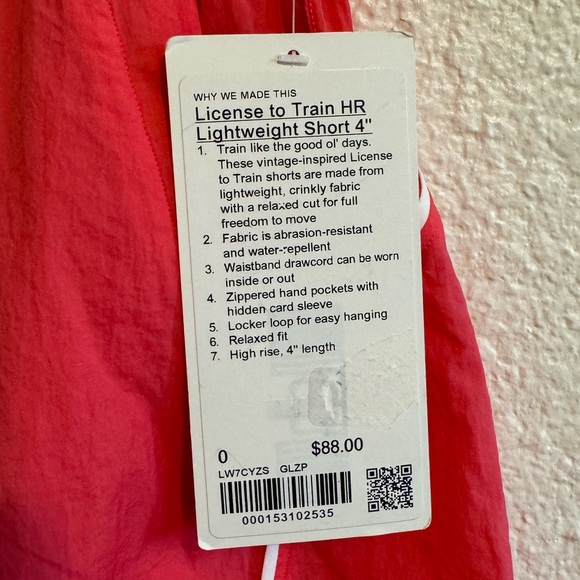 WHY WE MADE THIS
License to Train HR
Lightweight Short 4"
1. Train like the good ol' days.
These vintage-inspired License
to Train shorts are made from
lightweight, crinkly fabric
with a relaxed cut for full
freedom to move
2. Fabric is abrasion-resistant
and water-repellent
3. Waistband drawcord can be worn
inside or out
4. Zippered hand pockets with
hidden card sleeve
5. Locker loop for easy hanging
6. Relaxed fit
7. High rise, 4" length
0 $88.00
LW7CYZS GLZP
000153102535